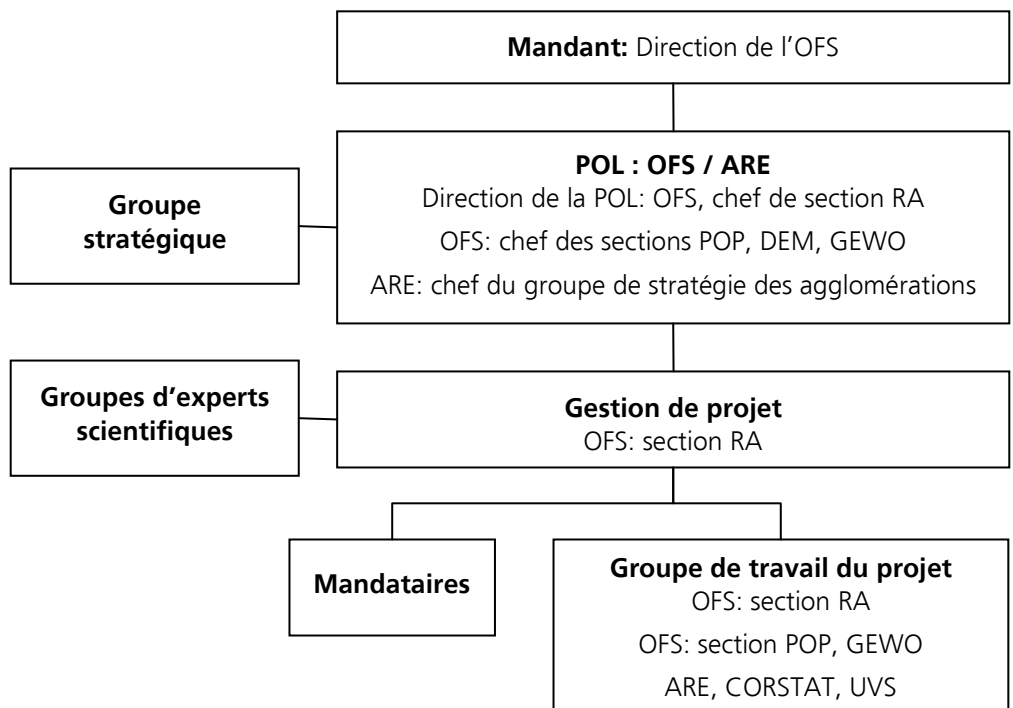 Mandant: Direction de l’OFS
POL : OFS / ARE
Direction de la POL: OFS, chef de section RA
OFS: chef des sections POP, DEM, GEWO
ARE: chef du groupe de stratégie des agglomérations
Groupe
stratégique
Groupes d’experts
scientifiques
Gestion de projet
OFS: section RA
Mandataires
Groupe de travail du projet
OFS: section RA
OFS: section POP, GEWO
ARE, CORSTAT, UVS